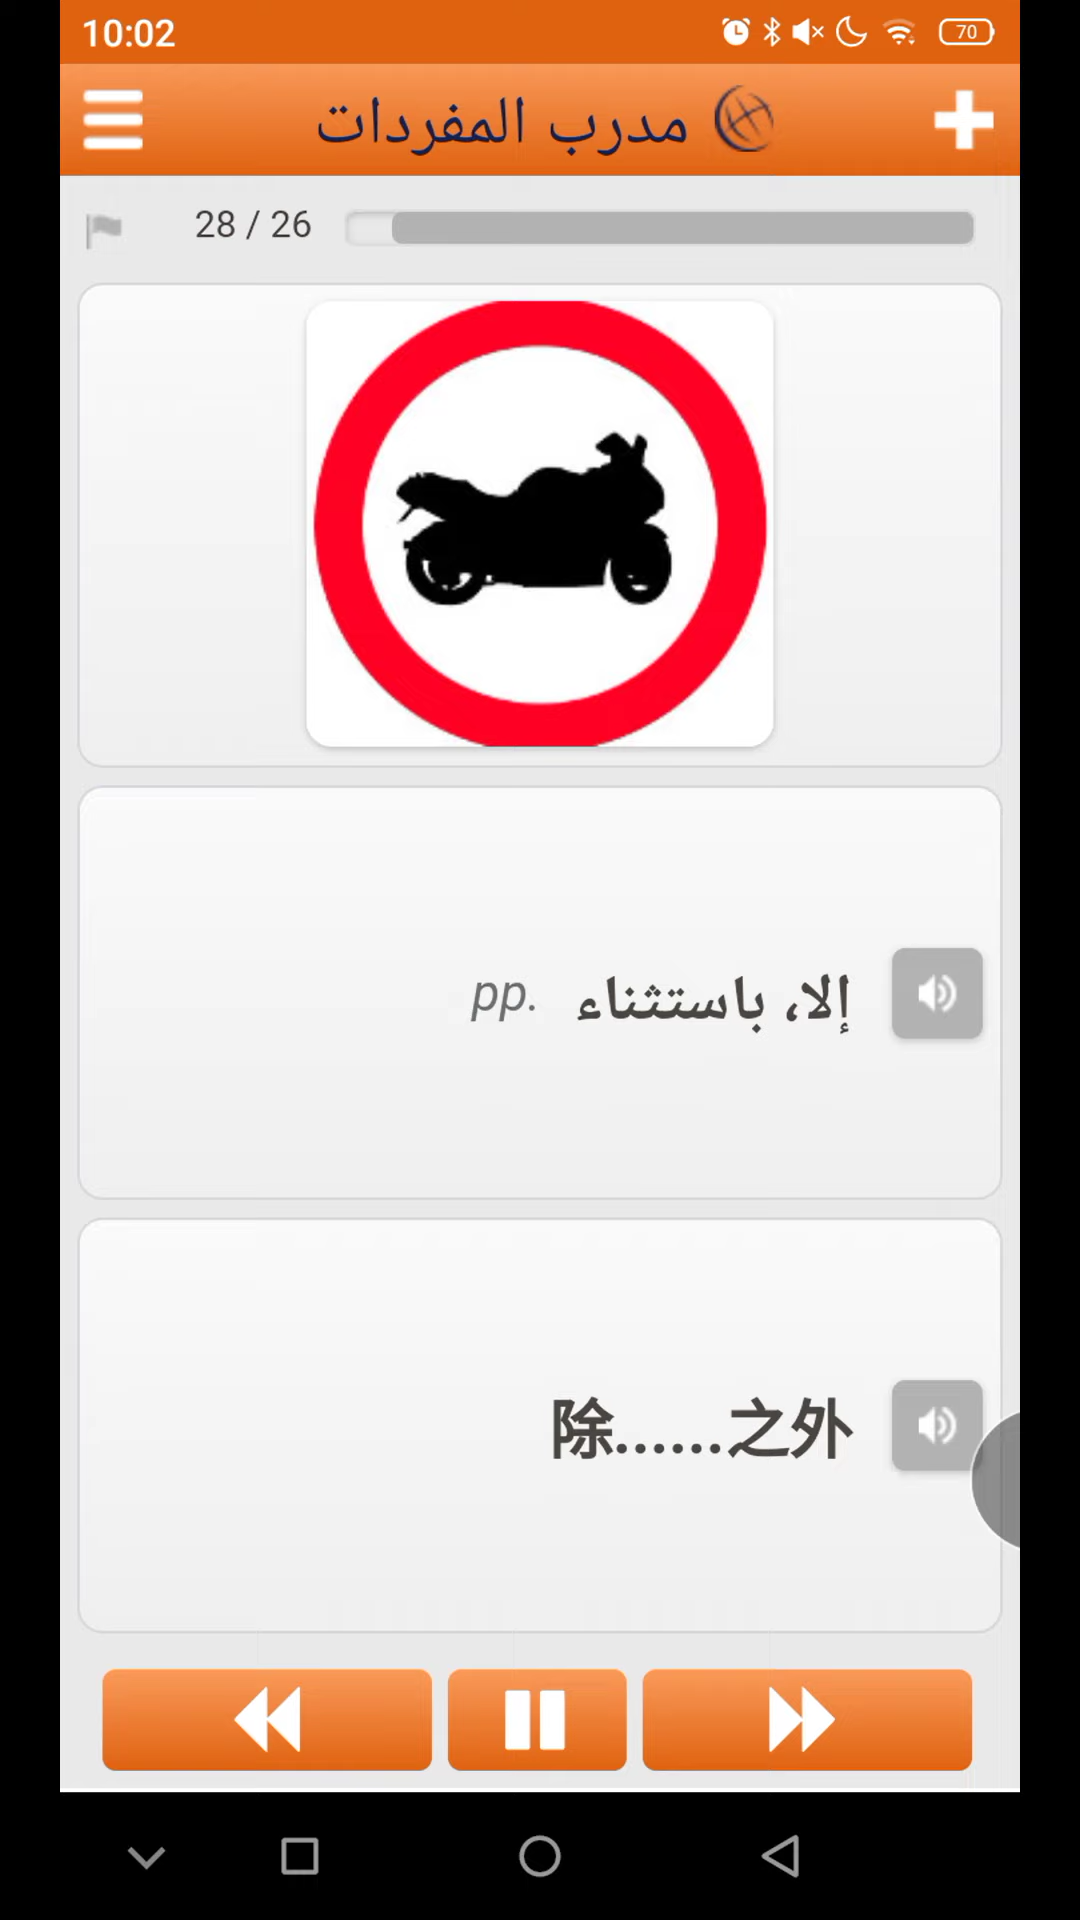 10:02
70
مدرب المفردات
28 / 26
إلا، باستثناء pp.
除......之外